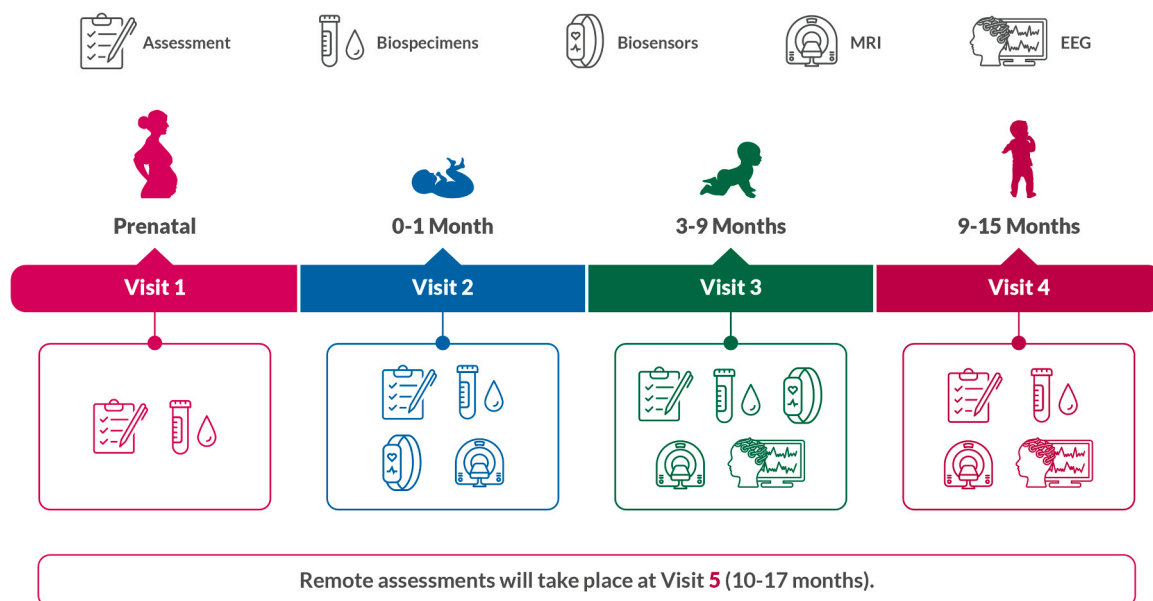 Assessment
Biospecimens
Biosensors
MRI
EEG
Prenatal
0-1 Month
3-9 Months
9-15 Months
Visit 1
Visit 2
Visit 3
Visit 4
Remote assessments will take place at Visit 5 (10-17 months).